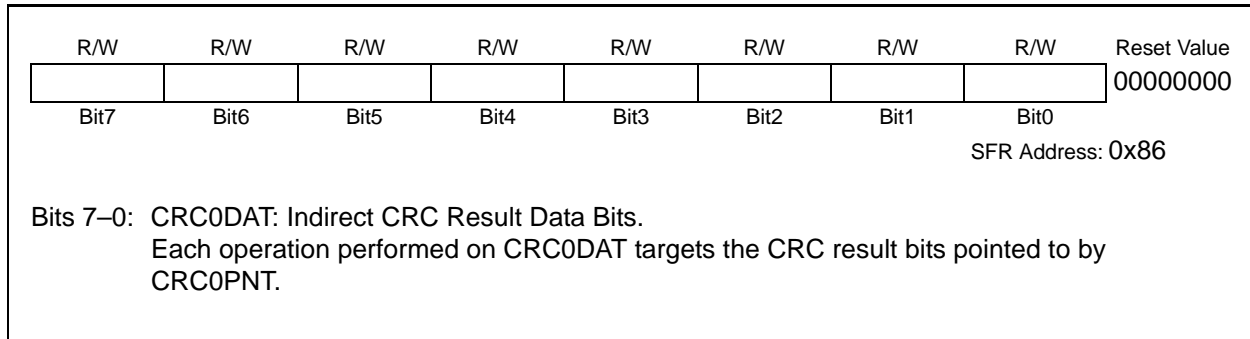 R/W R/W R/W R/W R/W R/W R/W R/W Reset Value
00000000
Bit7 Bit6 Bit5 Bit4 Bit3 Bit2 Bit1 Bit0
SFR Address: 0x86
Bits 7–0: CRC0DAT: Indirect CRC Result Data Bits.
Each operation performed on CRC0DAT targets the CRC result bits pointed to by
CRC0PNT.